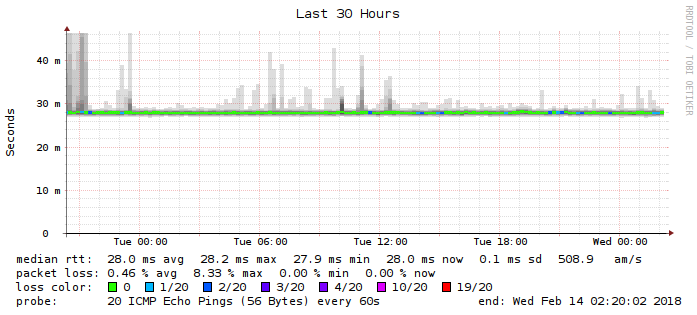 Last 30 Hours
RRDTOOL / TOBI OETIKER
Seconds
40 m
30 m
20 m
10 m
0
Tue 00:00 Tue 06:00 Tue 12:00 Tue 18:00 Wed 00:00
median rtt: 28.0 ms avg 28.2 ms max 27.9 ms min 28.0 ms now 0.1 ms sd 508.9 am/s
packet loss: 0.46 % avg 8.33 % max 0.00 % min 0.00 % now
loss color: 0 1/20 2/20 3/20 4/20 10/20 19/20
probe: 20 ICMP Echo Pings (56 Bytes) every 60s end: Wed Feb 14 02:20:02 2018